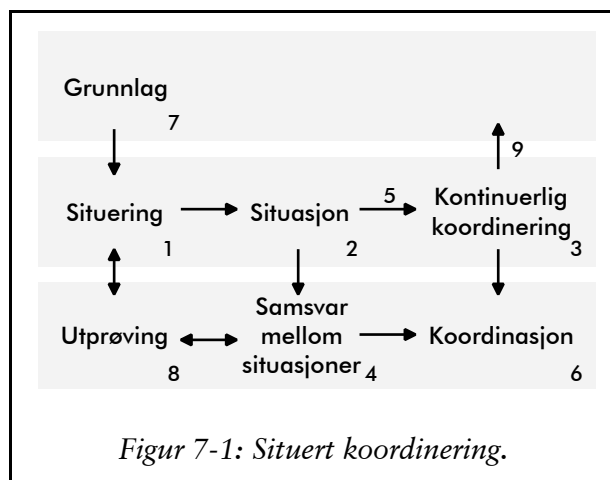 Grunnlag
7
9
Situering
Situasjon
5
Kontinuerlig
koordinering
1
2
3
Utprøving
Samsvar
mellom
situasjoner
Koordinasjon
8
4
6
Figur 7-1: Situert koordinering.